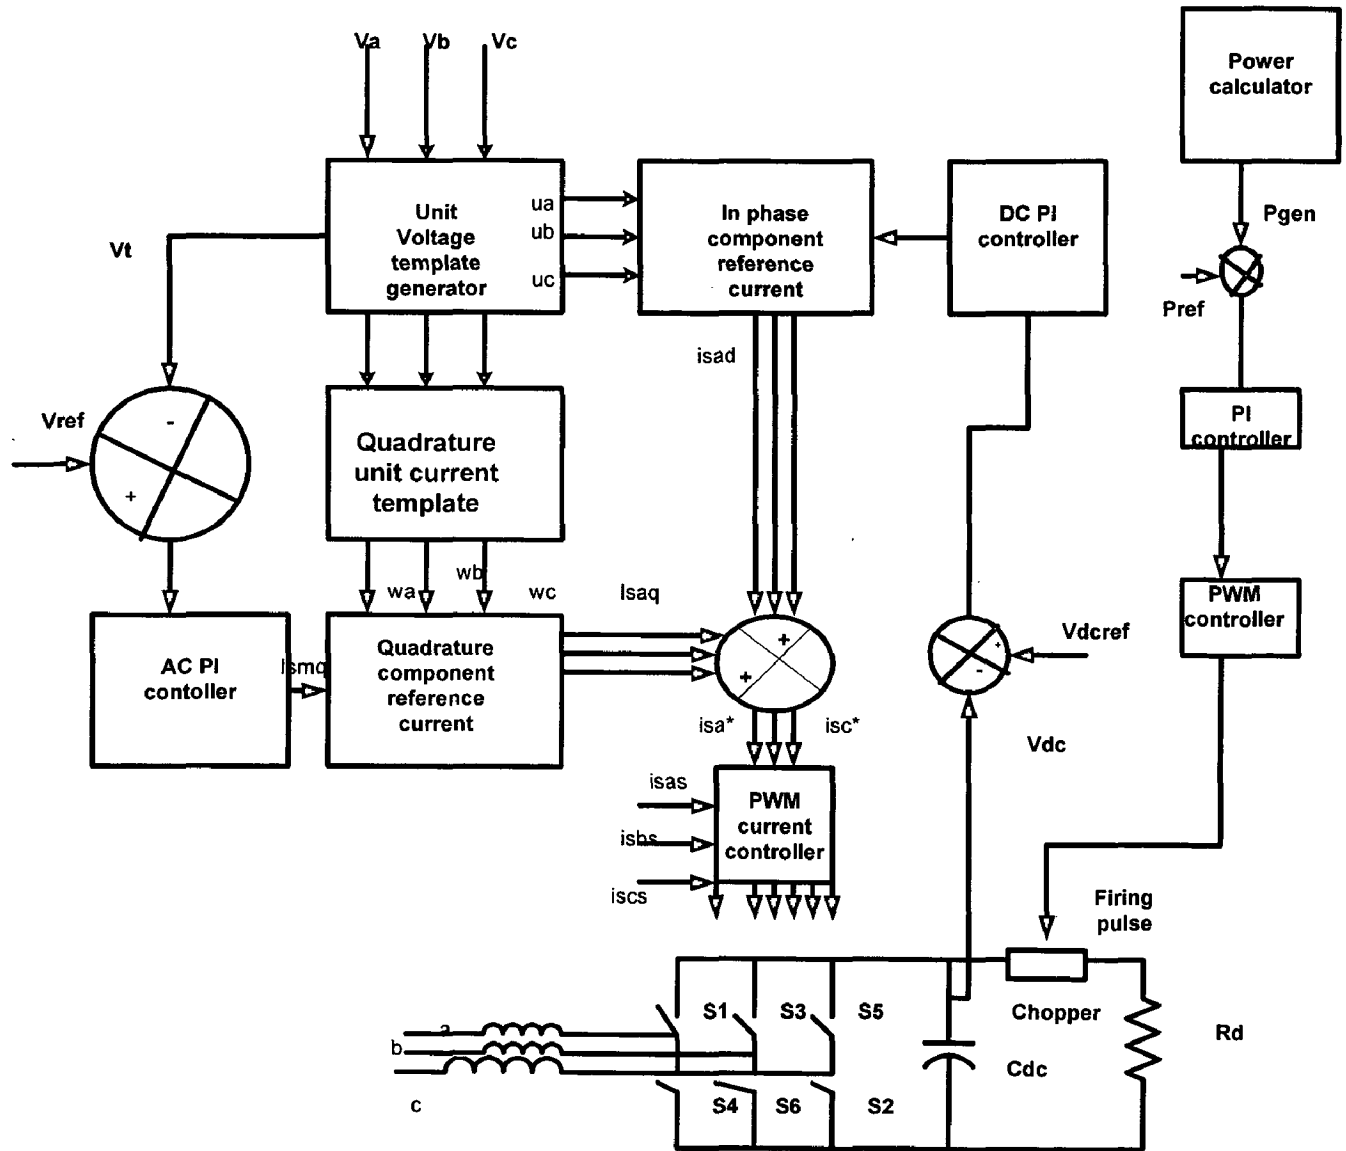 Va
Vb
Vc
Power
calculator
Unit
Voltage
template
generator
ua
ub
uc
In phase
component
reference
current
DC PI
controller
Pgen
Vt
Pref
isad
Vref
-
+
Quadrature
unit current
template
PI
controller
wa
wb
wc
Isaq
PWM
controller
AC PI
contoller
Ismq
Quadrature
component
reference
current
+
+
+
-
Vdcref
isa*
isc*
Vdc
isas
isbs
iscs
PWM
current
controller
Firing
pulse
a
b
c
S1
S3
S5
Chopper
Rd
Cdc
S4
S6
S2